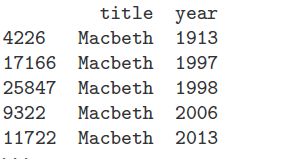 title year
4226 Macbeth 1913
17166 Macbeth 1997
25847 Macbeth 1998
9322 Macbeth 2006
11722 Macbeth 2013